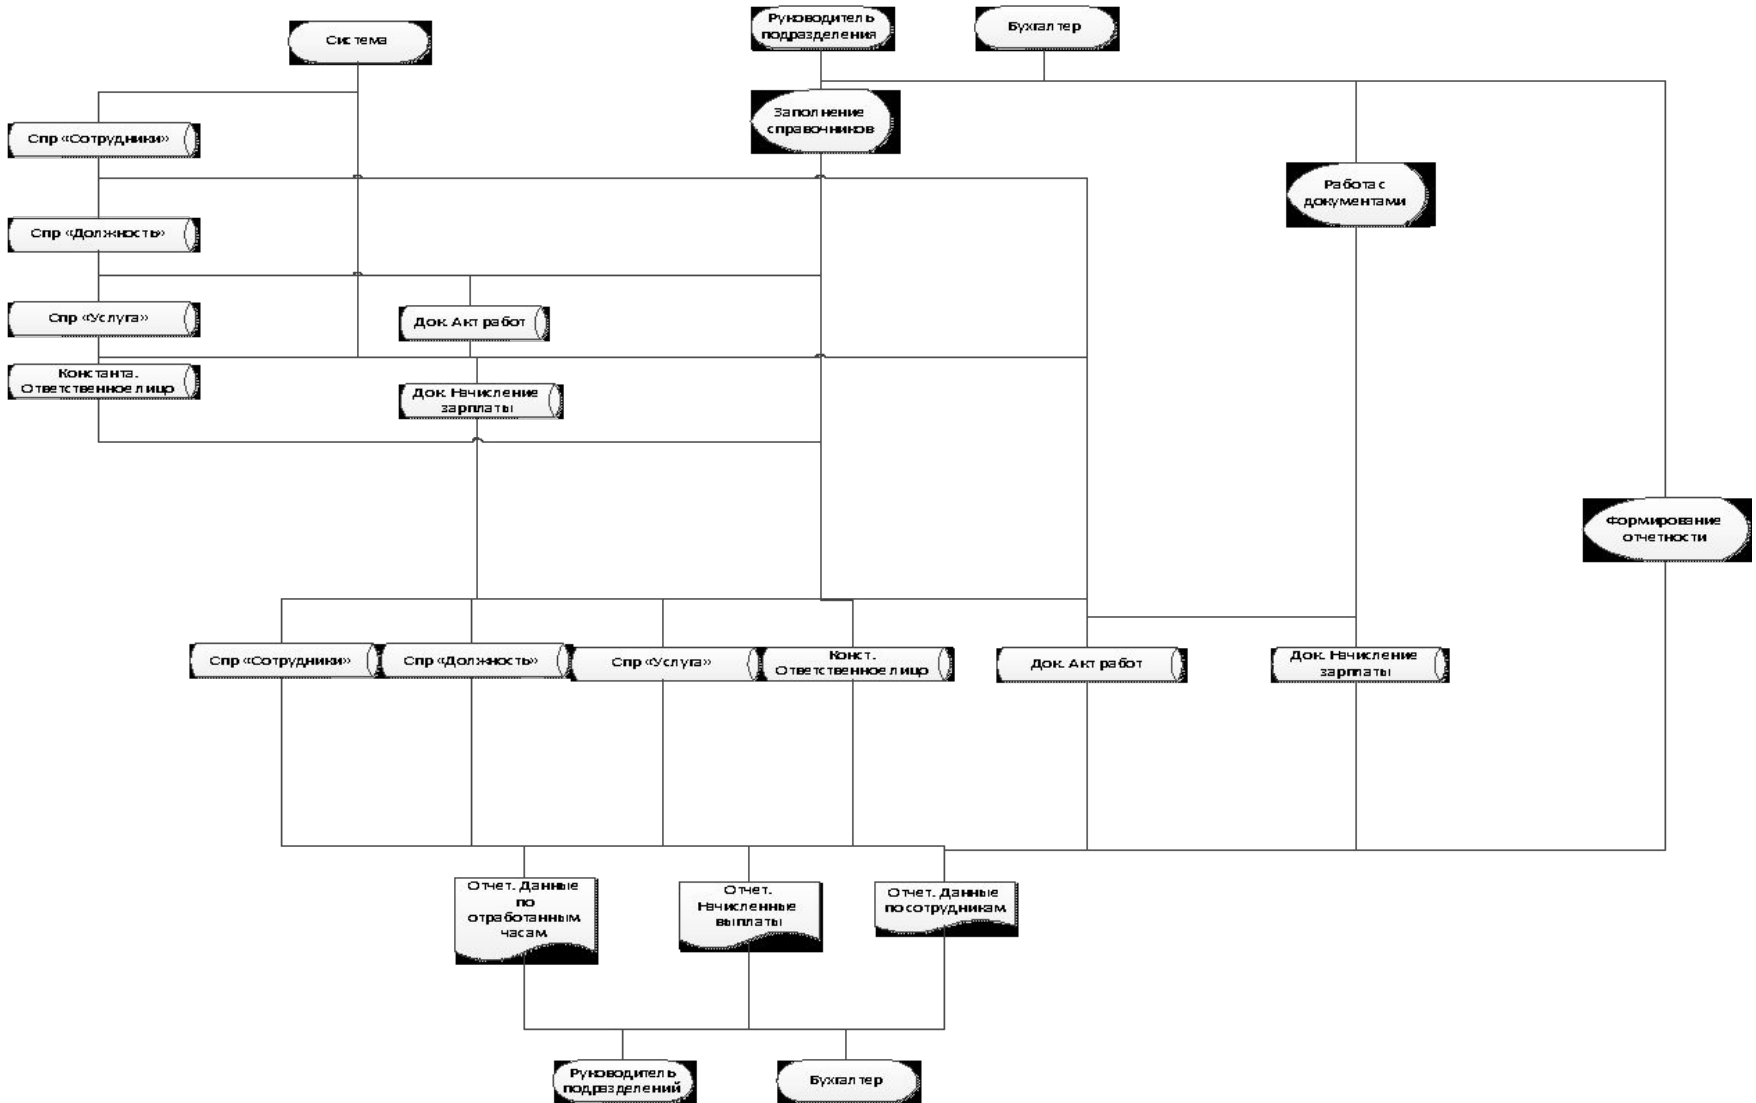 Система
Руководитель
подразделения
Бухгалтер
Заполнение
справочников
Спр «Сотрудники»
Работа с
документами
Спр «Должность»
Спр «Услуга»
Док. Акт работ
Константа.
Ответственное лицо
Док. Начисление
зарплаты
Формирование
отчетности
Спр «Сотрудники»
Спр «Должность»
Спр «Услуга»
Конст.
Ответственное лицо
Док. Акт работ
Док. Начисление
зарплаты
Отчет. Данные
по
отработанным
часам
Отчет.
Начисленные
выплаты
Отчет. Данные
по сотрудникам
Руководитель
подразделений
Бухгалтер